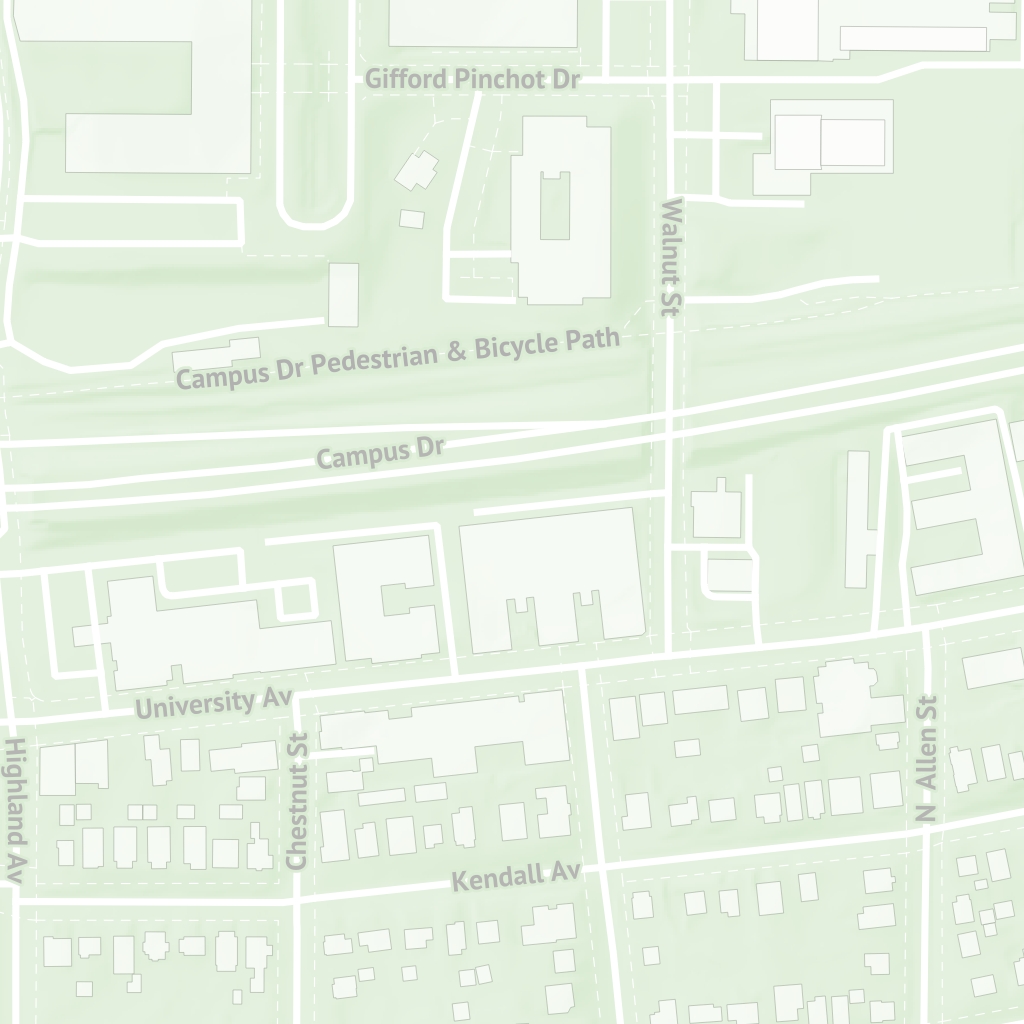 Gifford Pinchot Dr
Walnut St
Campus Dr Pedestrian & Bicycle Path
Campus Dr
University Av
Highland Av
Chestnut St
N Allen St
Kendall Av